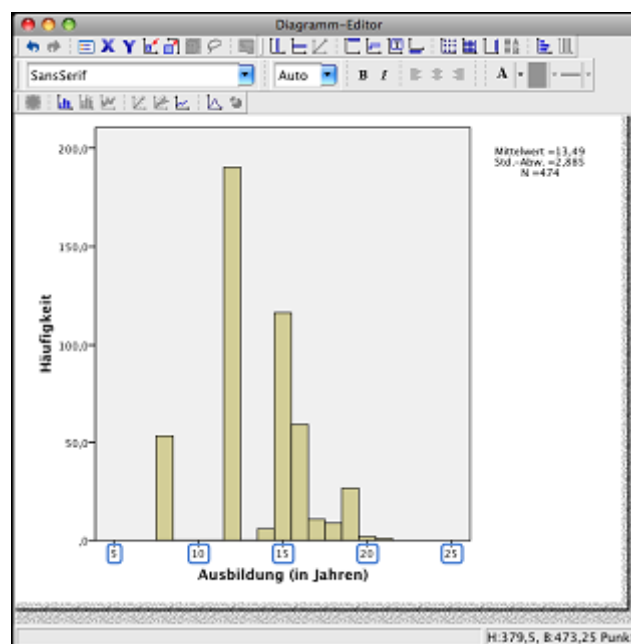 Diagramm-Editor
X Y
SansSerif Auto B I A
200,0
150,0
100,0
50,0
,0
Häufigkeit
5 10 15 20 25
Ausbildung (in Jahren)
Mittelwert =13,49
Std.-Abw. =2,885
N =474
H:379,5, B:473,25 Punk